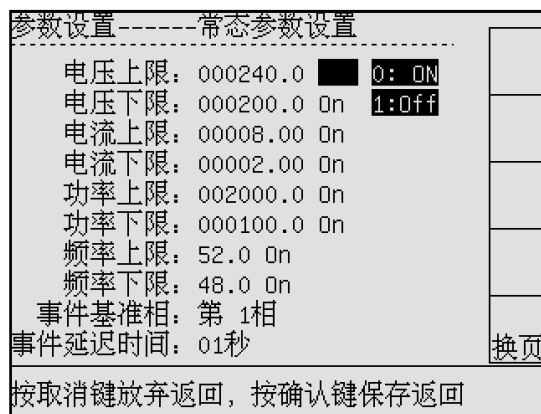 参数设置------常态参数设置
电压上限: 000240.0 0: ON
电压下限: 000200.0 On 1:Off
电流上限: 00008.00 On
电流下限: 00002.00 On
功率上限: 002000.0 On
功率下限: 000100.0 On
频率上限: 52.0 On
频率下限: 48.0 On
事件基准相: 第 1相
事件延迟时间: 01秒
换页
按取消键放弃返回, 按确认键保存返回